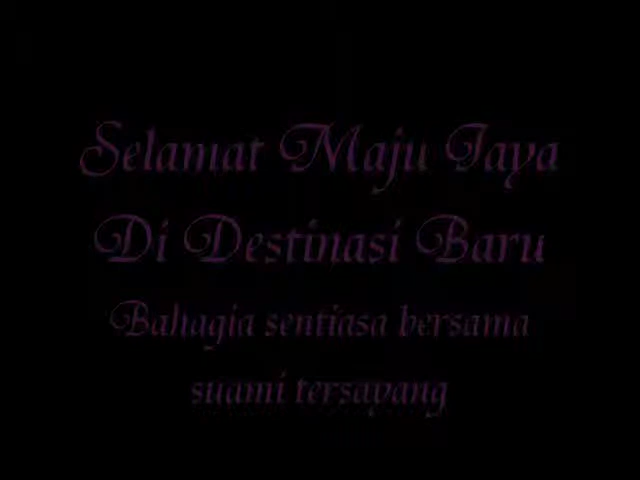 Selamat Maju Jaya
Di Destinasi Baru
Bahagia sentiasa bersama
suami tersayang